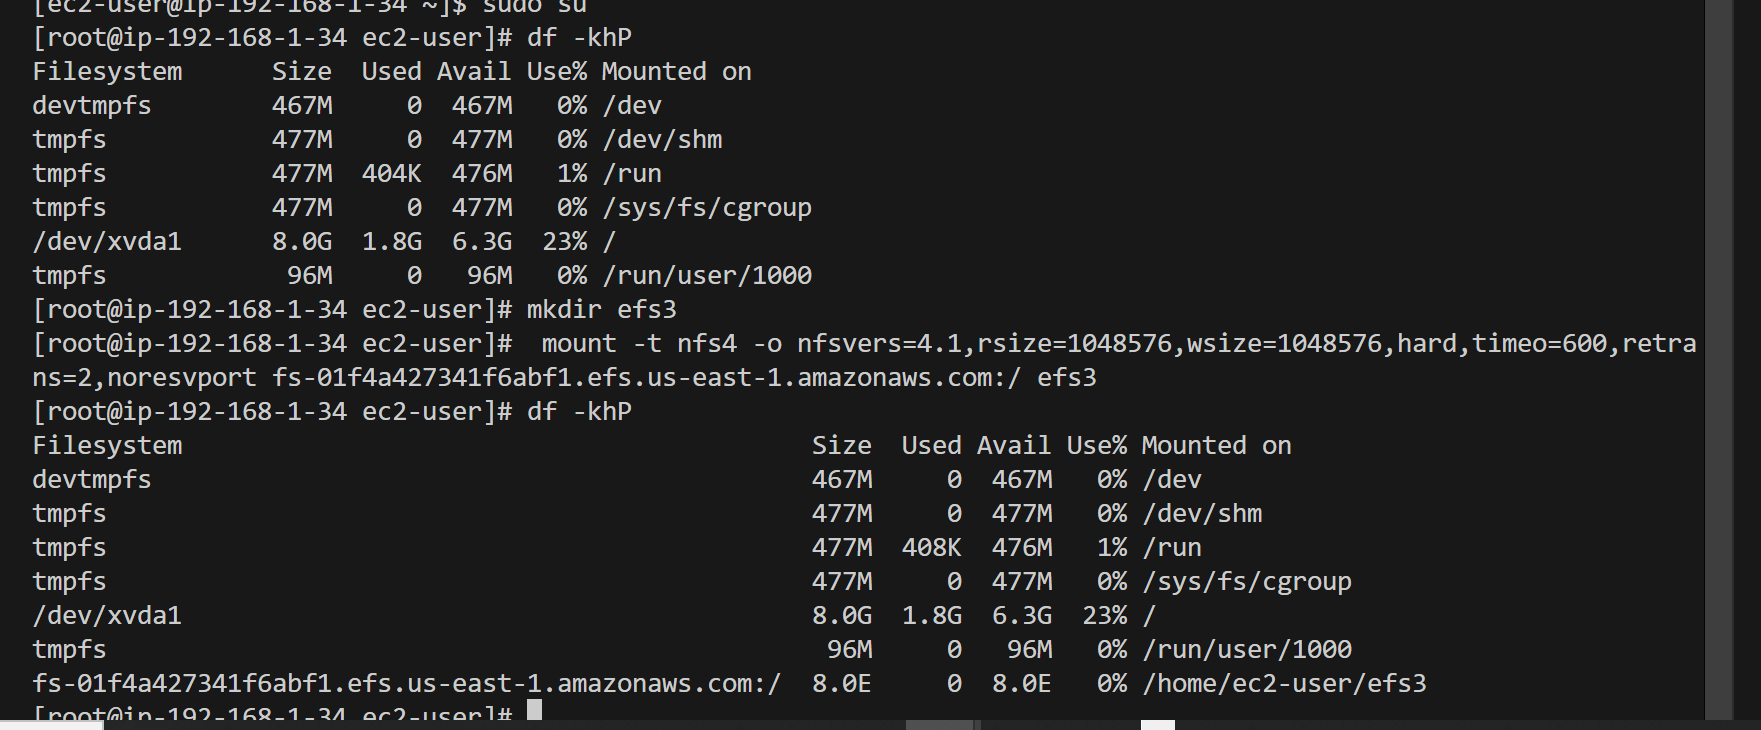 [ec2-user@ip-192-168-1-34 ~]$ sudo su
[root@ip-192-168-1-34 ec2-user]# df -khP
Filesystem      Size  Used Avail Use% Mounted on
devtmpfs        467M     0  467M   0% /dev
tmpfs           477M     0  477M   0% /dev/shm
tmpfs           477M  404K  476M   1% /run
tmpfs           477M     0  477M   0% /sys/fs/cgroup
/dev/xvda1      8.0G  1.8G  6.3G  23% /
tmpfs            96M     0   96M   0% /run/user/1000
[root@ip-192-168-1-34 ec2-user]# mkdir efs3
[root@ip-192-168-1-34 ec2-user]#  mount -t nfs4 -o nfsvers=4.1,rsize=1048576,wsize=1048576,hard,timeo=600,retra
ns=2,noresvport fs-01f4a427341f6abf1.efs.us-east-1.amazonaws.com:/ efs3
[root@ip-192-168-1-34 ec2-user]# df -khP
Filesystem                                          Size  Used Avail Use% Mounted on
devtmpfs                                            467M     0  467M   0% /dev
tmpfs                                               477M     0  477M   0% /dev/shm
tmpfs                                               477M  408K  476M   1% /run
tmpfs                                               477M     0  477M   0% /sys/fs/cgroup
/dev/xvda1                                          8.0G  1.8G  6.3G  23% /
tmpfs                                                96M     0   96M   0% /run/user/1000
fs-01f4a427341f6abf1.efs.us-east-1.amazonaws.com:/  8.0E     0  8.0E   0% /home/ec2-user/efs3
[root@ip-192-168-1-34 ec2-user]#